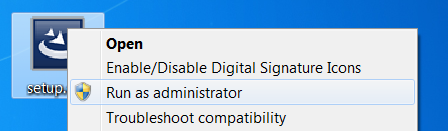 Open
Enable/Disable Digital Signature Icons
setup.
Run as administrator
Troubleshoot compatibility